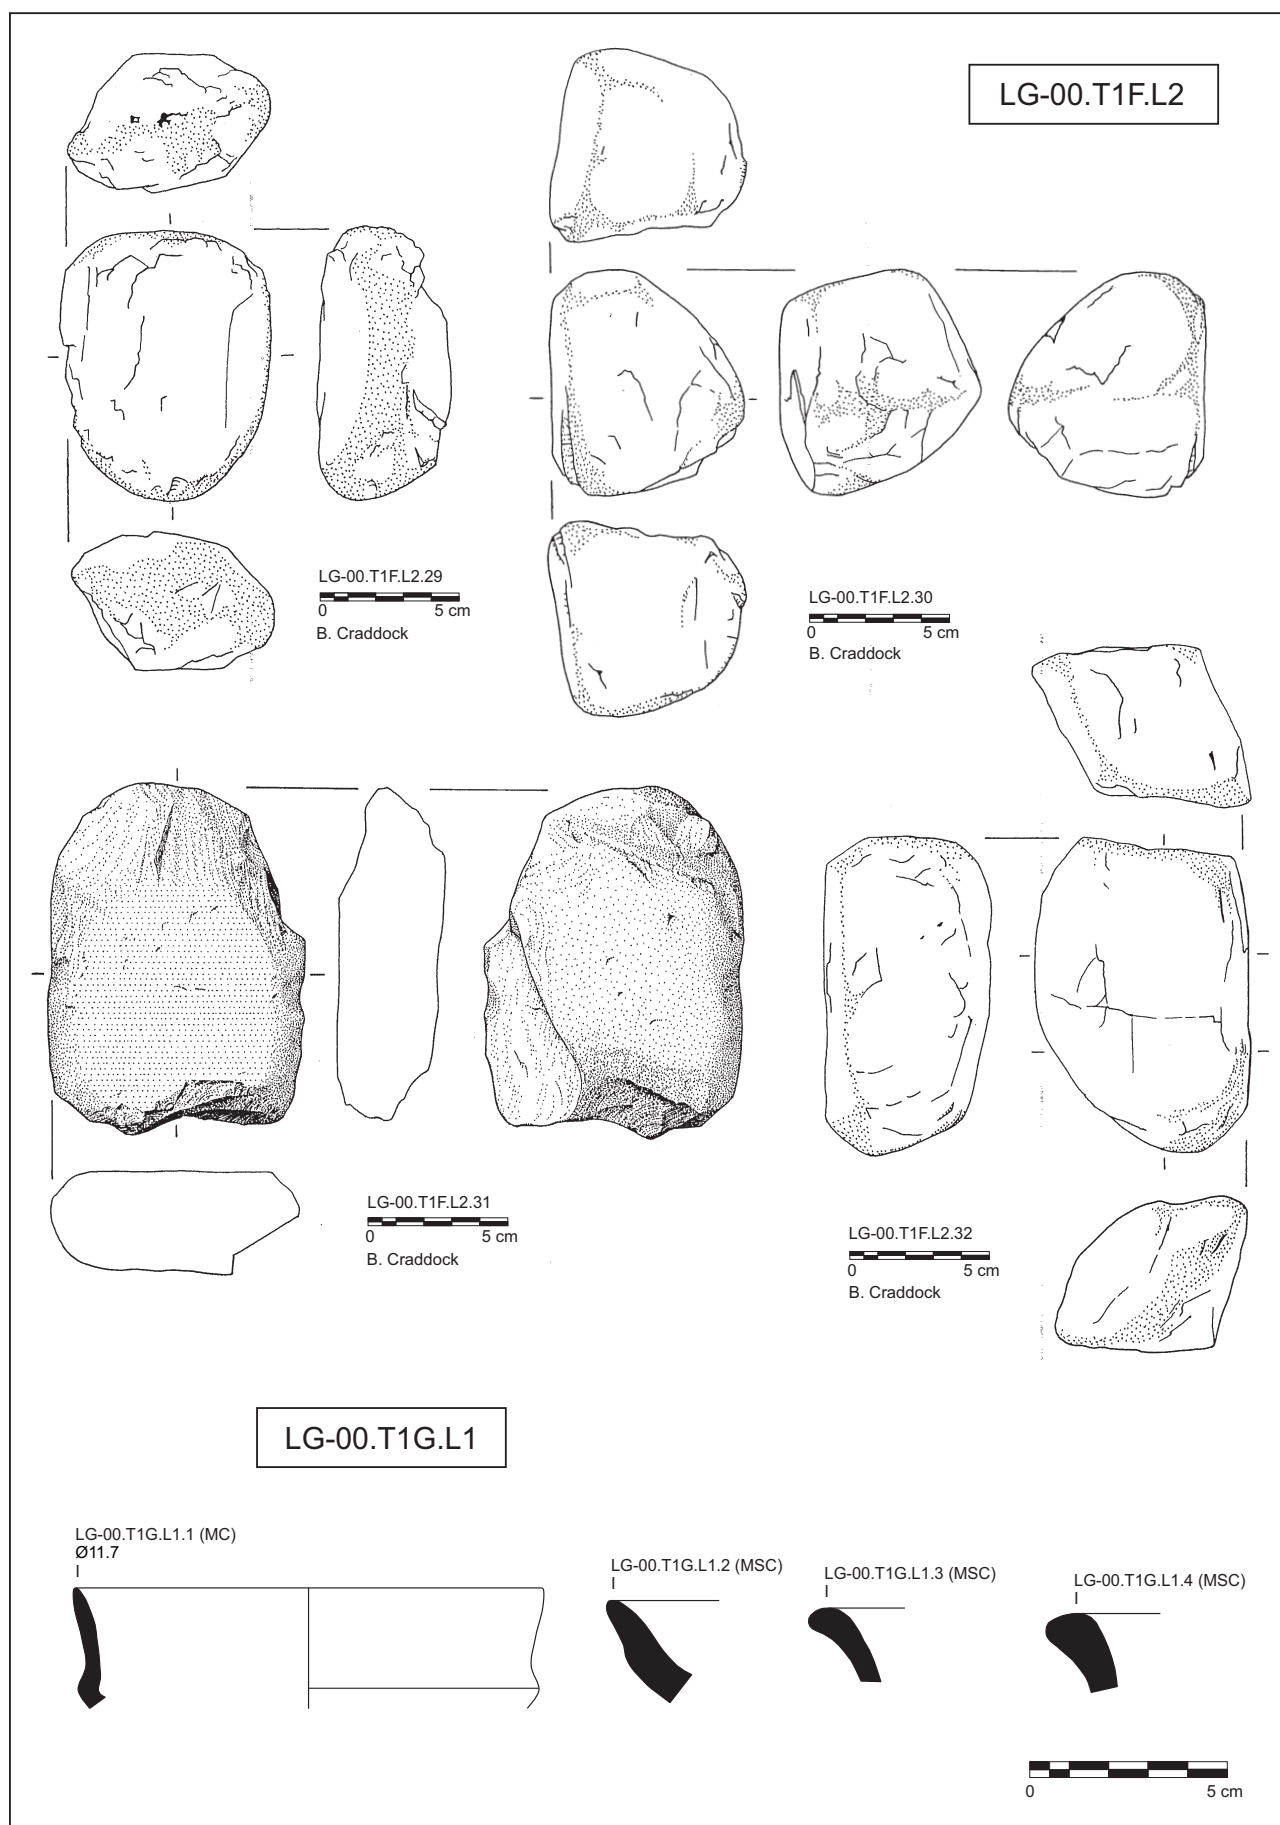 LG-00.T1F.L2
LG-00.T1F.L2.29
0 5 cm
B. Craddock
LG-00.T1F.L2.30
0 5 cm
B. Craddock
LG-00.T1F.L2.31
0 5 cm
B. Craddock
LG-00.T1F.L2.32
0 5 cm
B. Craddock
LG-00.T1G.L1
LG-00.T1G.L1.1 (MC)
Ø11.7
LG-00.T1G.L1.2 (MSC)
LG-00.T1G.L1.3 (MSC)
LG-00.T1G.L1.4 (MSC)
0 5 cm